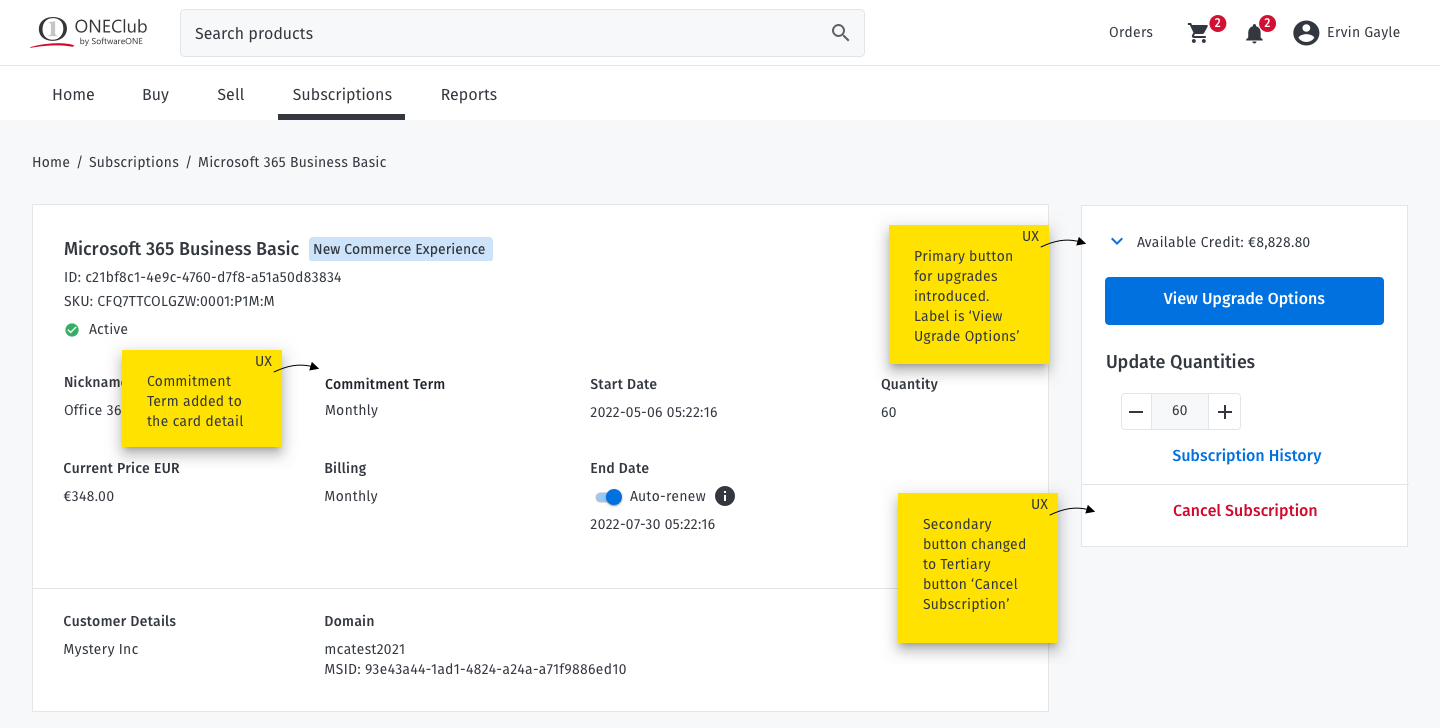 1 ONEClub
by SoftwareONE
Search products
Orders
2
2
Ervin Gayle
Home
Buy
Sell
Subscriptions
Reports
Home / Subscriptions / Microsoft 365 Business Basic
Microsoft 365 Business Basic
New Commerce Experience
ID: c21bf8c1-4e9c-4760-d7f8-a51a50d83834
SKU: CFQ7TTCOLGZW:0001:P1M:M
Active
UX
Commitment
Term added to
the card detail
Office 36
Commitment Term
Monthly
Start Date
2022-05-06 05:22:16
Quantity
60
Current Price EUR
€348.00
Billing
Monthly
End Date
Auto-renew
2022-07-30 05:22:16
Customer Details
Mystery Inc
Domain
mcatest2021
MSID: 93e43a44-1ad1-4824-a24a-a71f9886ed10
UX
Primary button
for upgrades
introduced.
Label is ‘View
Ugrade Options’
Available Credit: €8,828.80
View Upgrade Options
Update Quantities
60
Subscription History
UX
Secondary
button changed
to Tertiary
button ‘Cancel
Subscription’
Cancel Subscription